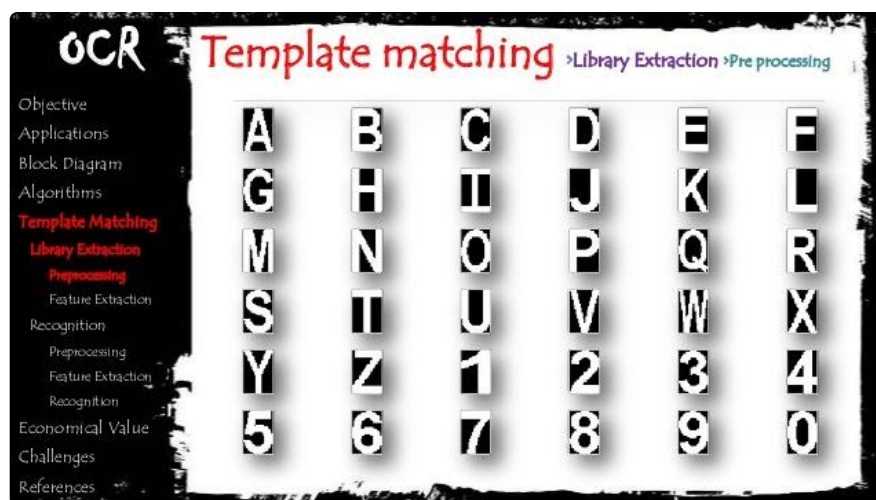 OCR
Template matching >Library Extraction >Pre processing
Objective
Applications
Block Diagram
Algorithms
Template Matching
Library Extraction
Preprocessing
Feature Extraction
Recognition
Preprocessing
Feature Extraction
Recognition
Economical Value
Challenges
References
A B C D E F
G H I J K L
M N O P Q R
S T U V W X
Y Z 1 2 3 4
5 6 7 8 9 0